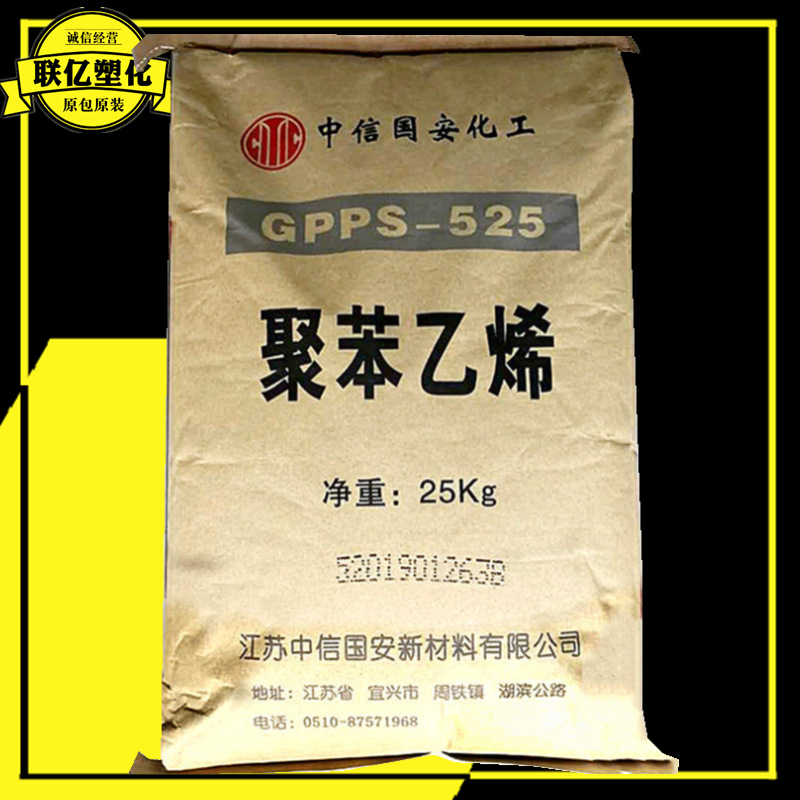 诚信经营
联亿塑化
原包原装
CITIC
中信国安化工
GPPS-525
聚苯乙烯
净重：25Kg
5201901263B
江苏中信国安新材料有限公司
地址：江苏省 宜兴市 周铁镇 湖滨公路
电话：0510-87571968